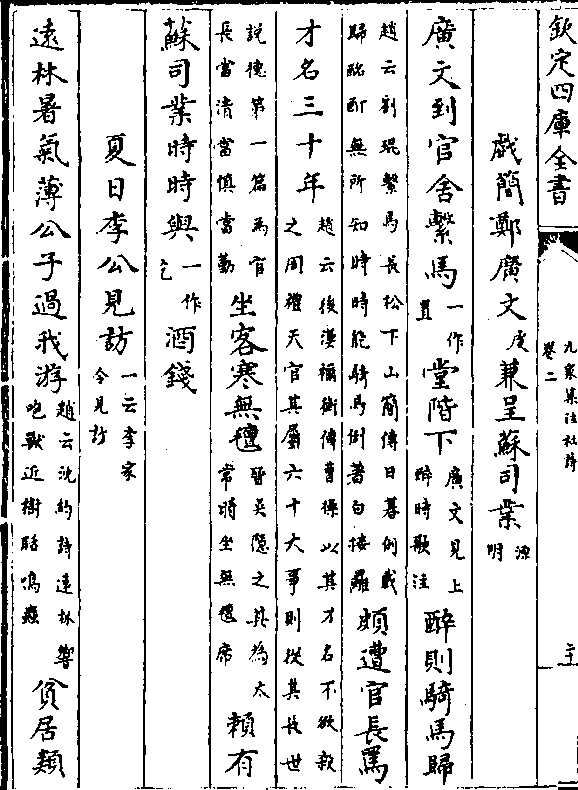 欽定四庫全書
九家集注杜詩
卷二
二十
戲簡鄭廣文虔兼呈蘇司業源明
廣文到官舍繫馬一作置堂階下廣文見上醉時歌注醉則騎馬歸
趙云劉琨繫馬長松下山簡傳日暮倒載歸酩酊無所知時時能騎馬倒著白接䍦頗遭官長罵
才名三十年趙云後漢禰衡傳曹操以其才名不欲殺之周禮天官其屬六十大事則從其長世
說德第一篇為官長當清當慎當勤坐客寒無氊晉吳隱之其為太常時坐無氊席賴有
蘇司業時時與一作乞酒錢
夏日李公見訪一云李家令見訪
遠林暑氣薄公子過我游趙云沈約詩遠林響咆獸近樹聒鳴蟲貧居類